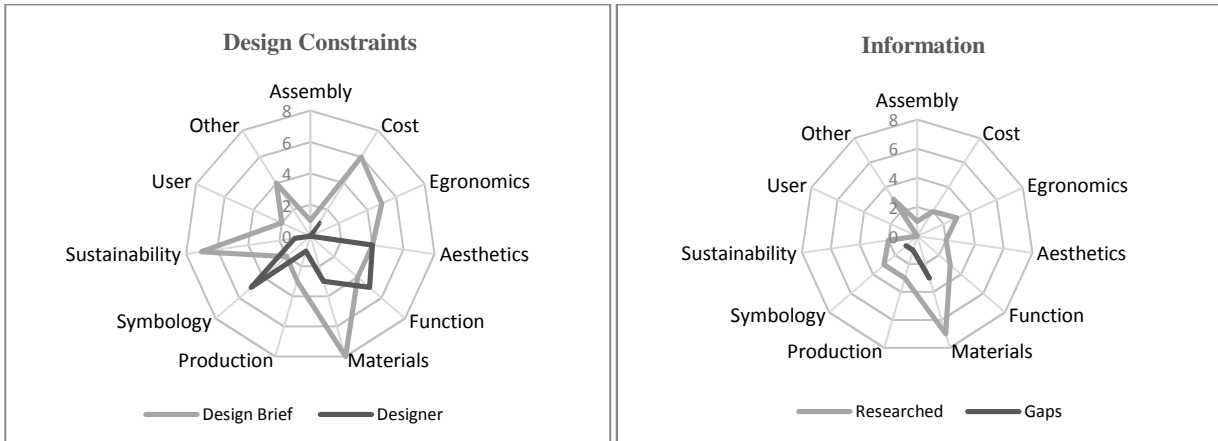 Design Constraints
Assembly
Cost
Egronomics
Aesthetics
Function
Materials
Production
Symbology
Sustainability
User
Other
8
6
4
2
0
Design Brief
Designer
Information
Assembly
Cost
Egronomics
Aesthetics
Function
Materials
Production
Symbology
Sustainability
User
Other
8
6
4
2
0
Researched
Gaps